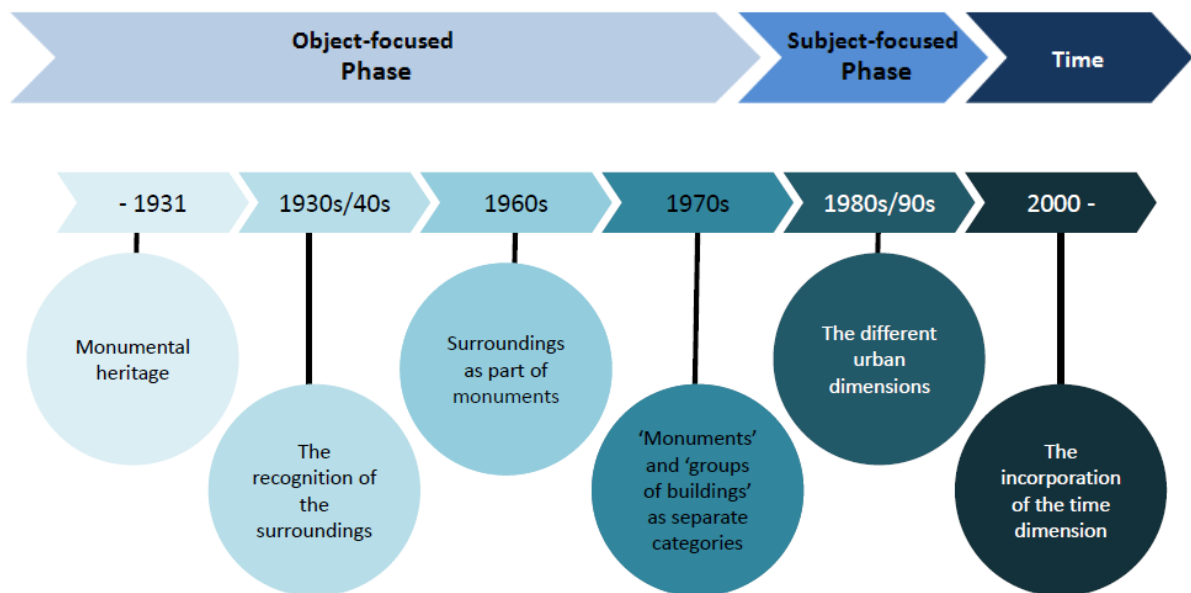 Object-focused
Phase
Subject-focused
Phase
Time
- 1931
1930s/40s
1960s
1970s
1980s/90s
2000 -
Monumental
heritage
The
recognition of
the
surroundings
Surroundings
as part of
monuments
‘Monuments’
and ‘groups
of buildings’
as separate
categories
The different
urban
dimensions
The
incorporation
of the time
dimension